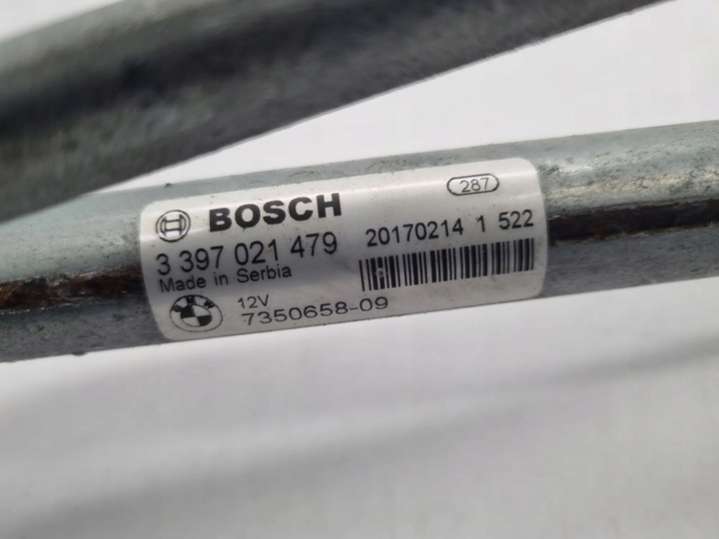 287
BOSCH
3 397 021 479
20170214 1 522
Made in Serbia
12V
7350658-09